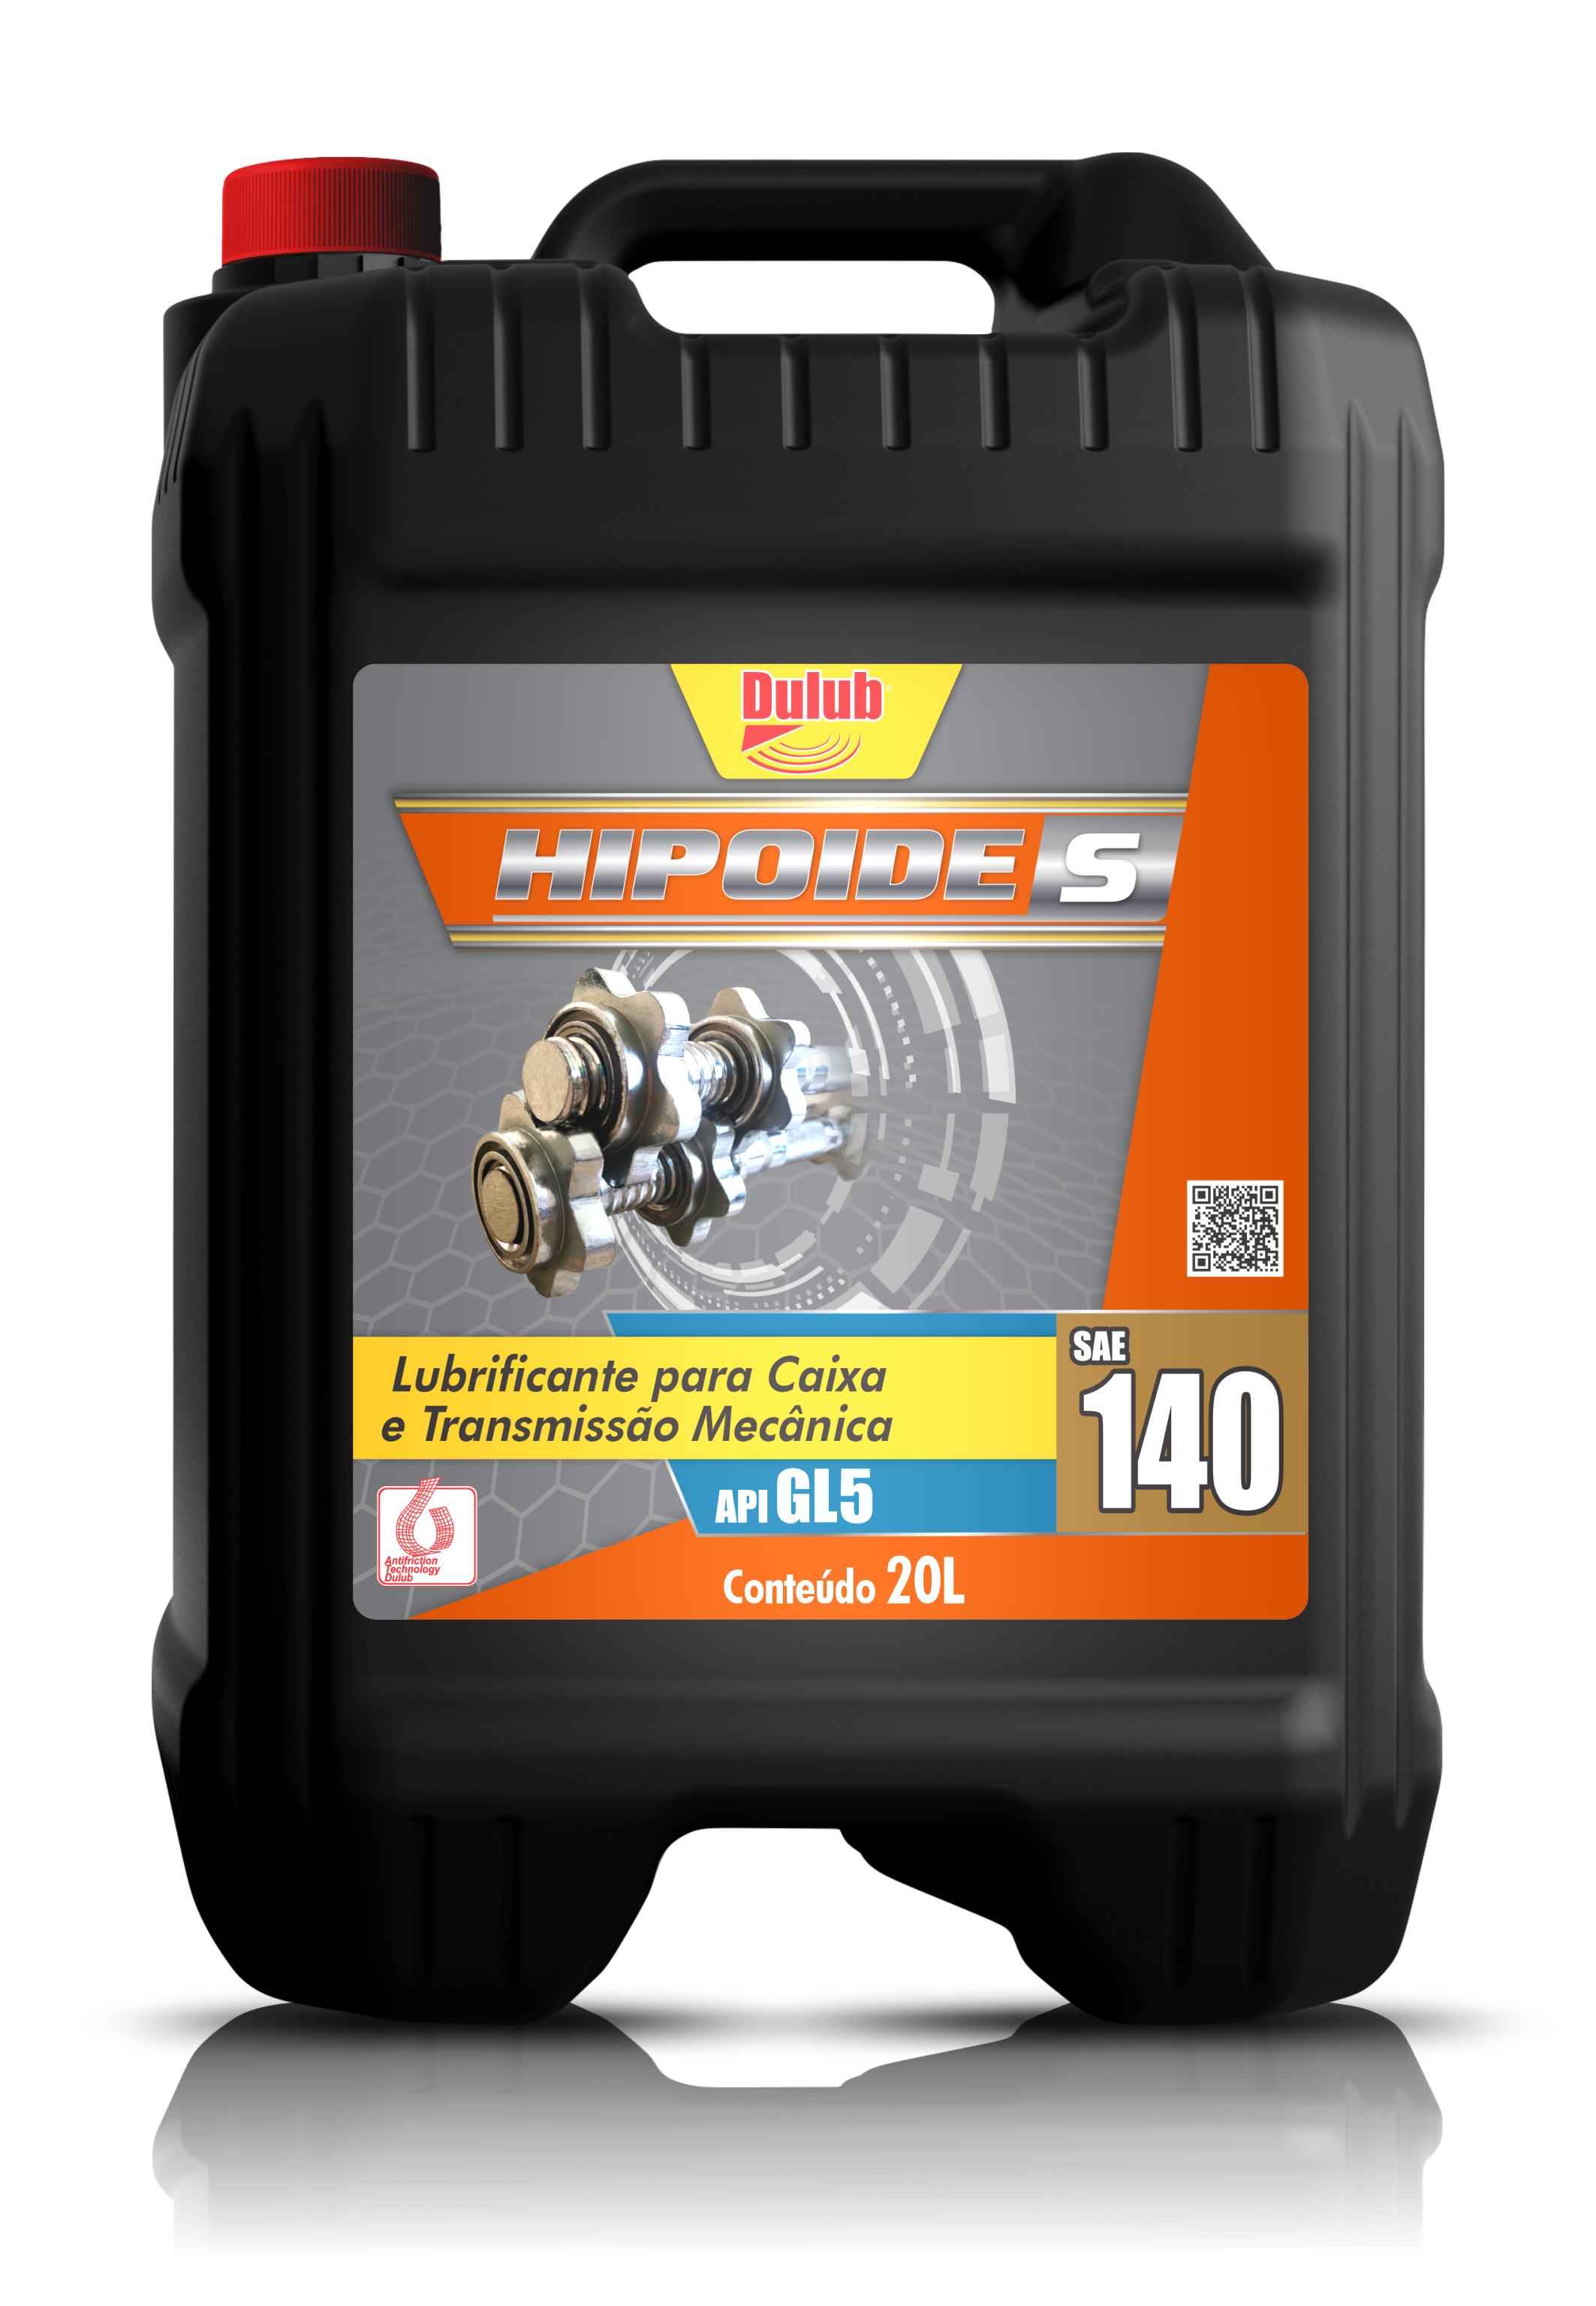 Dulub®
HIPOIDE S
Lubrificante para Caixa
e Transmissão Mecânica
SAE
140
API GL5
Antifriction
Technology
Dulub
Conteúdo 20L